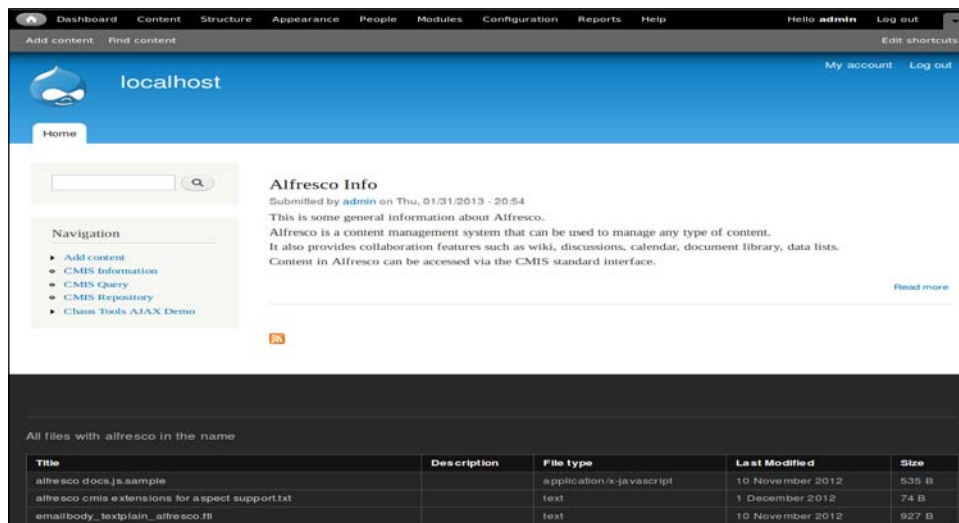 Dashboard Content Structure Appearance People Modules Configuration Reports Help Hello admin Log out
Add content Find content Edit shortcuts
My account Log out
localhost
Home
Alfresco Info
Submitted by admin on Thu, 01/31/2013 - 20:54
This is some general information about Alfresco.
Alfresco is a content management system that can be used to manage any type of content.
It also provides collaboration features such as wiki, discussions, calendar, document library, data lists.
Content in Alfresco can be accessed via the CMIS standard interface.
Read more
Navigation
Add content
CMIS Information
CMIS Query
CMIS Repository
Chaos Tools AJAX Demo
All files with alfresco in the name
Title Description File type Last Modified Size
alfresco docs.js.sample application/x-javascript 10 November 2012 535 B
alfresco cmis extensions for aspect support.txt text 1 December 2012 74 B
emailbody_textplain_alfresco.ftl text 10 November 2012 927 B